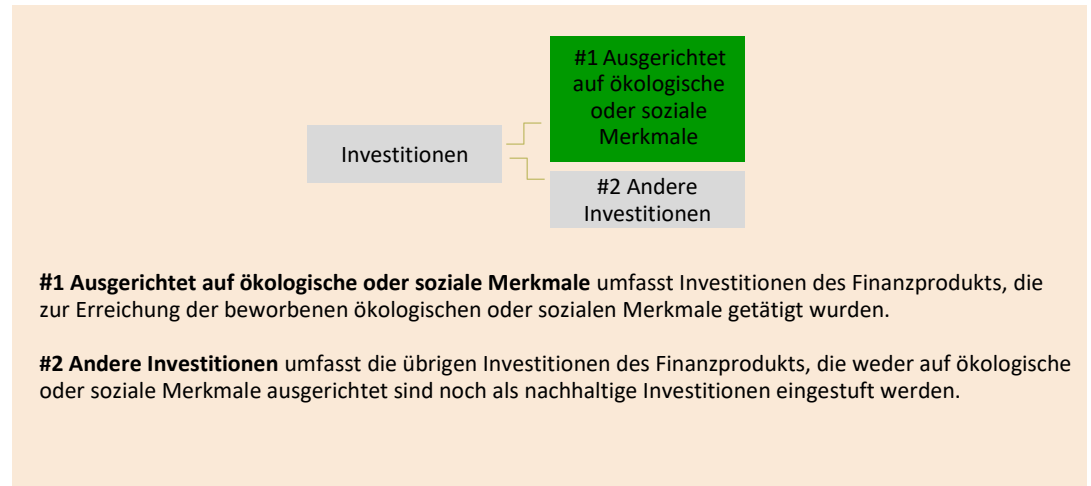 #1 Ausgerichtet
auf ökologische
oder soziale
Merkmale
Investitionen
#2 Andere
Investitionen
#1 Ausgerichtet auf ökologische oder soziale Merkmale umfasst Investitionen des Finanzprodukts, die
zur Erreichung der beworbenen ökologischen oder sozialen Merkmale getätigt wurden.
#2 Andere Investitionen umfasst die übrigen Investitionen des Finanzprodukts, die weder auf ökologische
oder soziale Merkmale ausgerichtet sind noch als nachhaltige Investitionen eingestuft werden.